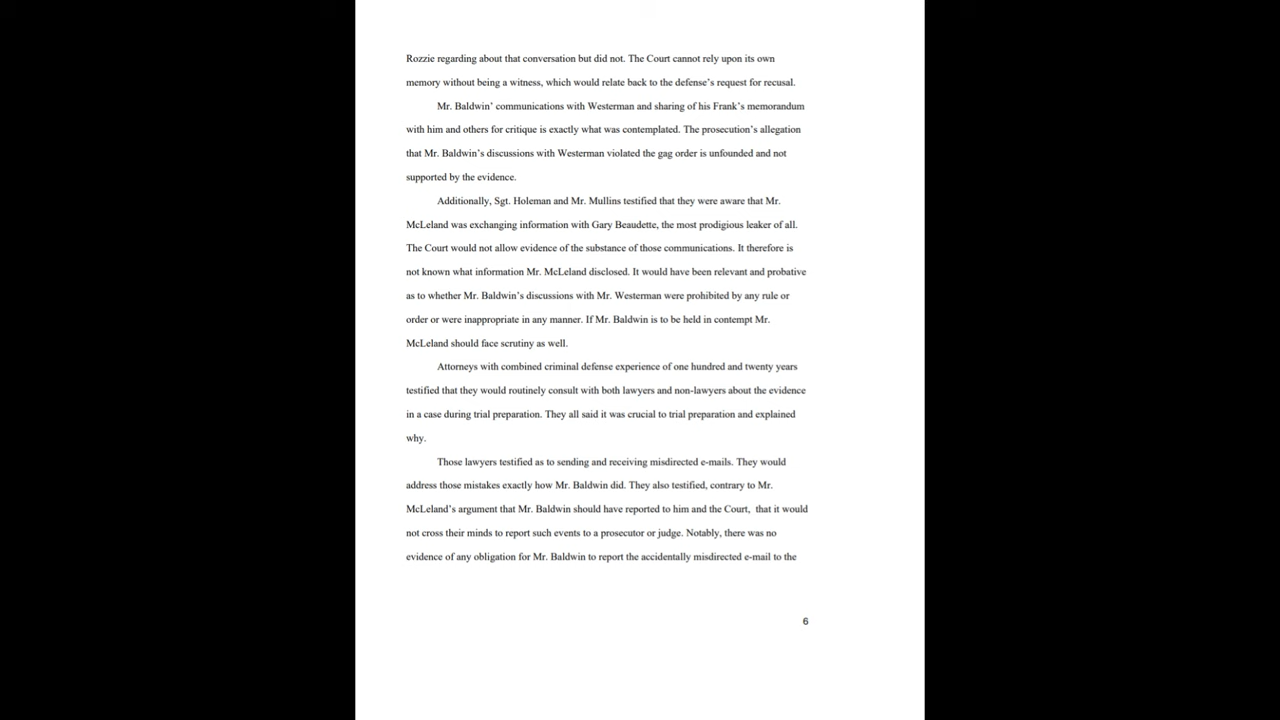 Rozzie regarding about that conversation but did not. The Court cannot rely upon its own
memory without being a witness, which would relate back to the defense's request for recusal.
Mr. Baldwin' communications with Westerman and sharing of his Frank's memorandum
with him and others for critique is exactly what was contemplated. The prosecution's allegation
that Mr. Baldwin's discussions with Westerman violated the gag order is unfounded and not
supported by the evidence.
Additionally, Sgt. Holeman and Mr. Mullins testified that they were aware that Mr.
McLeland was exchanging information with Gary Beaudette, the most prodigious leaker of all.
The Court would not allow evidence of the substance of those communications. It therefore is
not known what information Mr. McLeland disclosed. It would have been relevant and probative
as to whether Mr. Baldwin's discussions with Mr. Westerman were prohibited by any rule or
order or were inappropriate in any manner. If Mr. Baldwin is to be held in contempt Mr.
McLeland should face scrutiny as well.
Attorneys with combined criminal defense experience of one hundred and twenty years
testified that they would routinely consult with both lawyers and non-lawyers about the evidence
in a case during trial preparation. They all said it was crucial to trial preparation and explained
why.
Those lawyers testified as to sending and receiving misdirected e-mails. They would
address those mistakes exactly how Mr. Baldwin did. They also testified, contrary to Mr.
McLeland's argument that Mr. Baldwin should have reported to him and the Court,  that it would
not cross their minds to report such events to a prosecutor or judge. Notably, there was no
evidence of any obligation for Mr. Baldwin to report the accidentally misdirected e-mail to the
6